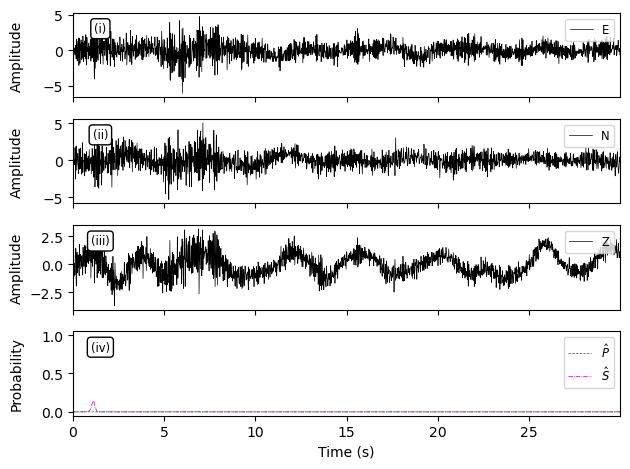 5
0
−5
Amplitude
(i)
E
5
0
−5
Amplitude
(ii)
N
2.5
0.0
−2.5
Amplitude
(iii)
Z
1.0
0.5
0.0
Probability
(iv)
P̂
Ŝ
0 5 10 15 20 25
Time (s)